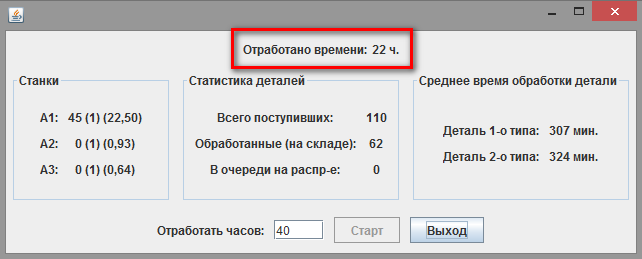 Отработано времени: 22 ч.
Станки
A1: 45 (1) (22,50)
A2: 0 (1) (0,93)
A3: 0 (1) (0,64)
Статистика деталей
Всего поступивших: 110
Обработанные (на складе): 62
В очереди на распр-е: 0
Среднее время обработки детали
Деталь 1-о типа: 307 мин.
Деталь 2-о типа: 324 мин.
Отработать часов: 40 Старт Выход